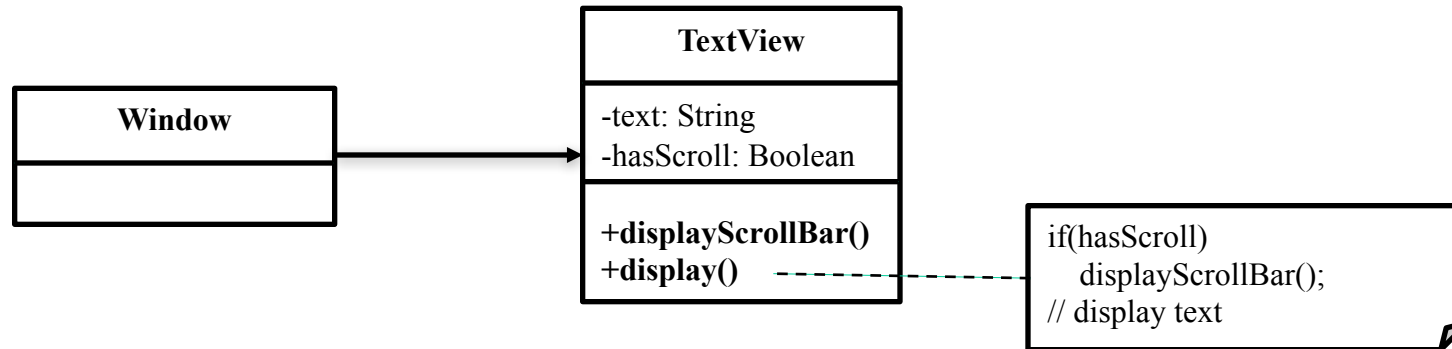 Window
TextView
-text: String
-hasScroll: Boolean
+displayScrollBar()
+display()
if(hasScroll)
displayScrollBar();
// display text